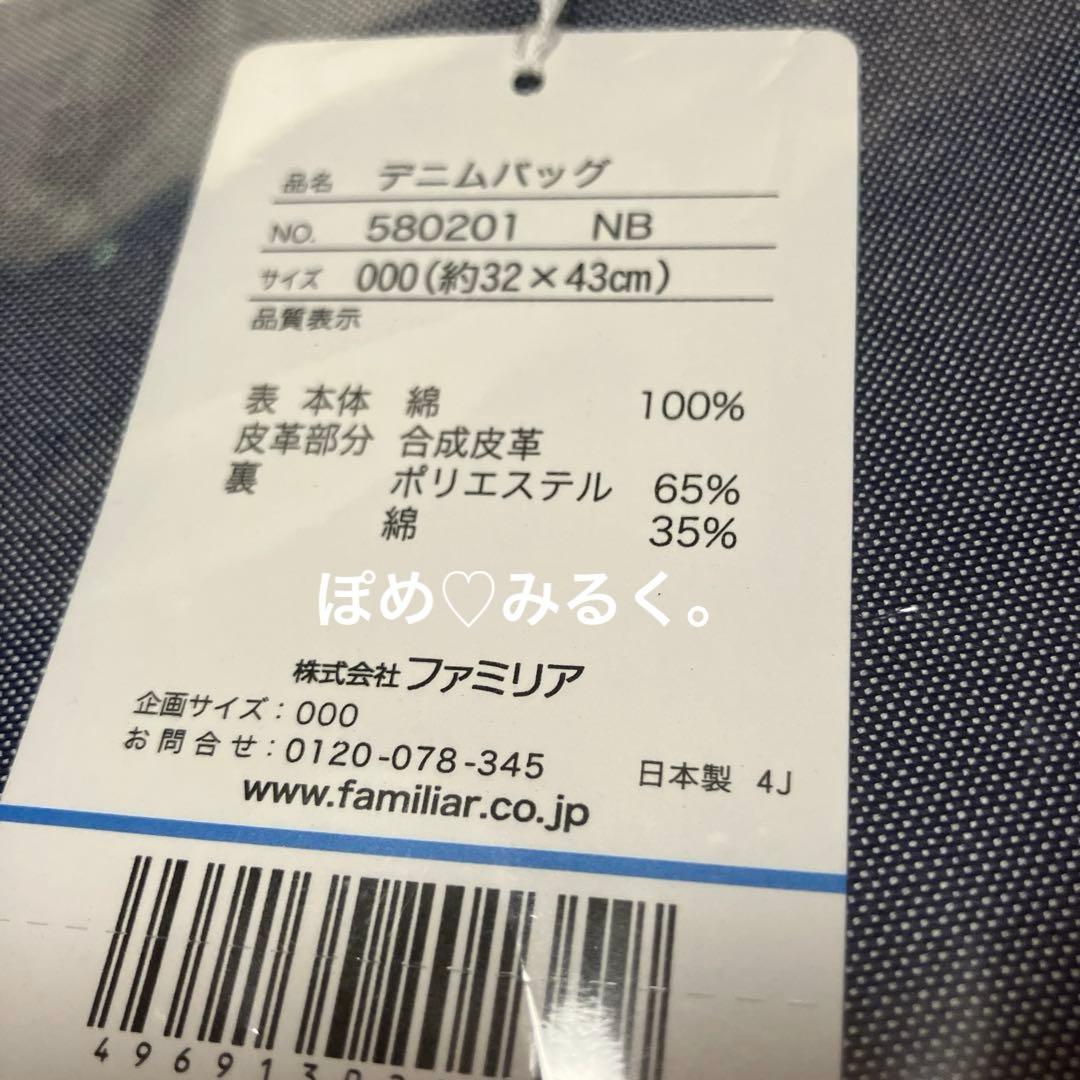 品名 デニムバッグ
NO. 580201 NB
サイズ 000(約32×43cm)
品質表示
表 本体 綿 100%
皮革部分 合成皮革
裏 ポリエステル 65%
綿 35%
ぽめ♡みるく。
株式会社ファミリア
企画サイズ:000
お問合せ:0120-078-345
日本製 4J
www.familiar.co.jp
496913